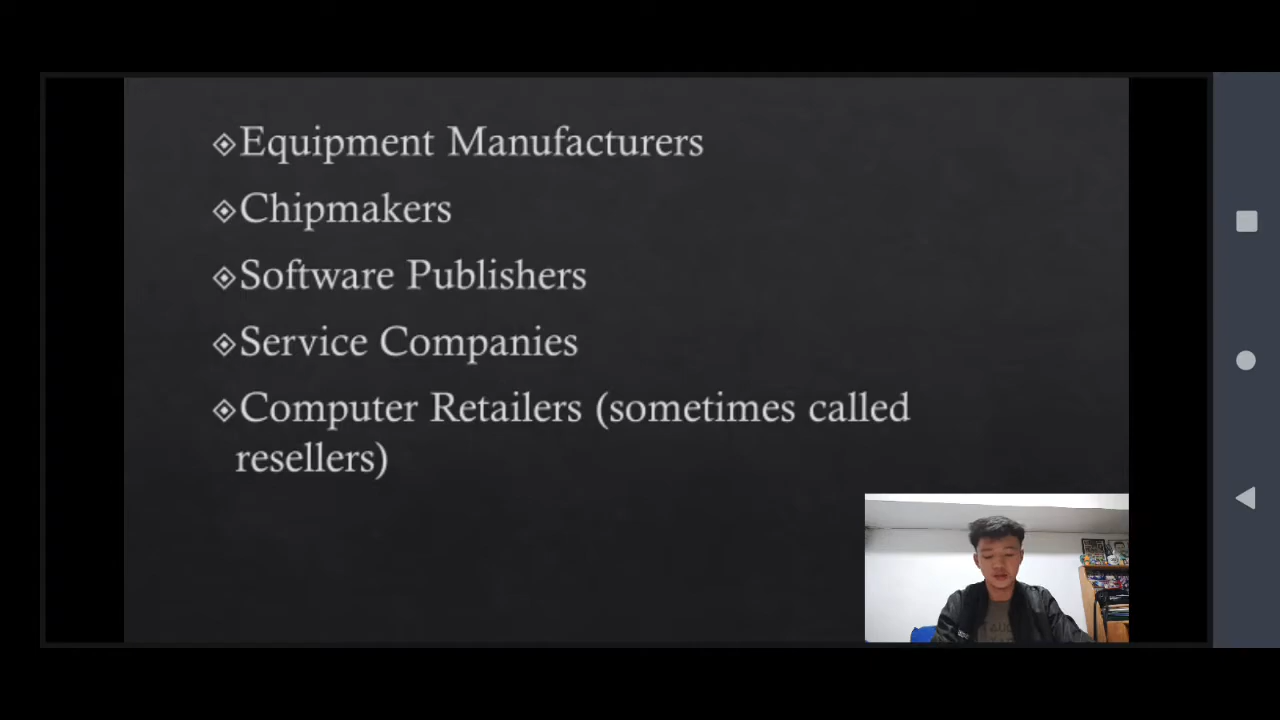 Equipment Manufacturers
Chipmakers
Software Publishers
Service Companies
Computer Retailers (sometimes called
resellers)